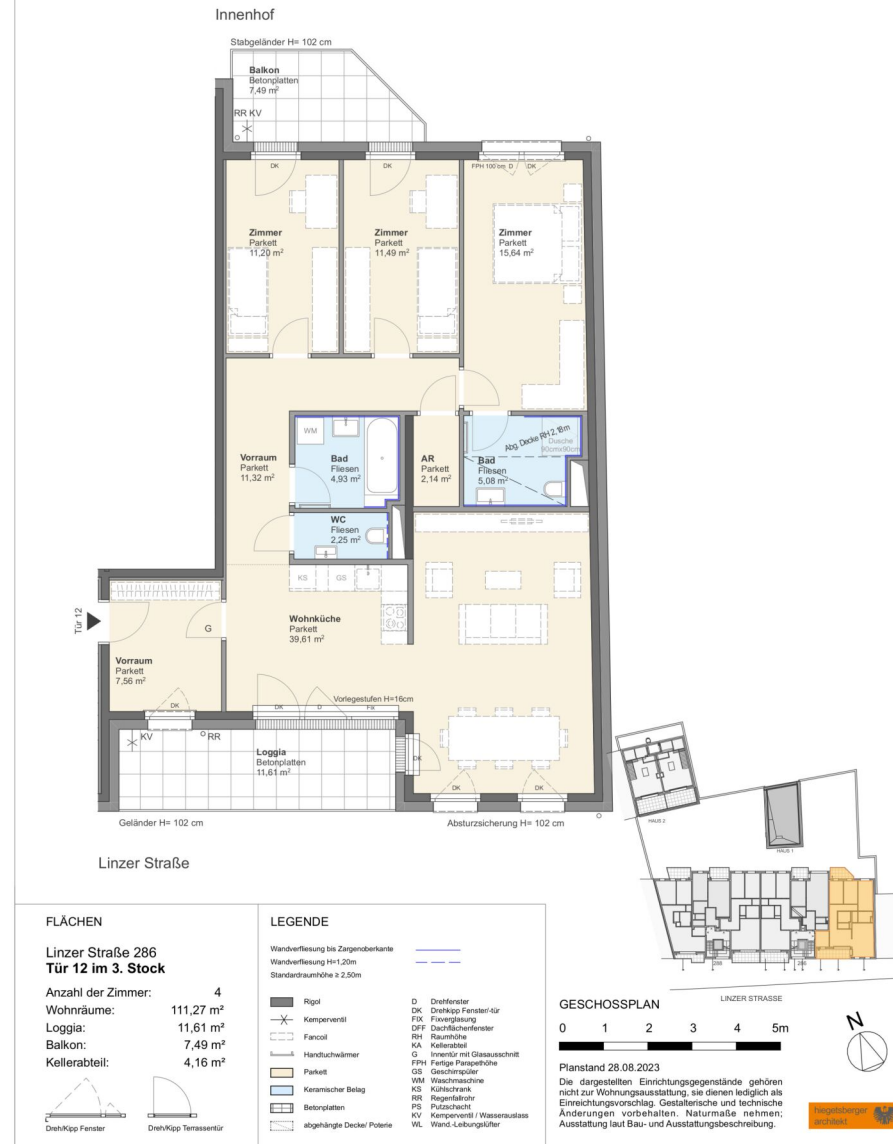 Innenhof
Stabgeländer H= 102 cm
Balkon
Betonplatten
7,49 m²
RR KV
DK
DK
FPH 100 cm D DK
Zimmer
Parkett
11,20 m²
Zimmer
Parkett
11,49 m²
Zimmer
Parkett
15,64 m²
WM
Vorraum
Parkett
11,32 m²
Bad
Fliesen
4,93 m²
AR
Parkett
2,14 m²
Abg. Decke RH 2,18m
Dusche
90cmx90cm
Bad
Fliesen
5,08 m²
WC
Fliesen
2,25 m²
KS
GS
Tür 12
G
Wohnküche
Parkett
39,61 m²
Vorraum
Parkett
7,56 m²
Vorlegestufen H=16cm
DK
DK
D
Fix
KV
RR
Loggia
Betonplatten
11,61 m²
DK
DK
DK
Geländer H= 102 cm
Absturzsicherung H= 102 cm
Linzer Straße
HAUS 2
HAUS 1
286
286
LINZER STRASSE
FLÄCHEN
Linzer Straße 286
Tür 12 im 3. Stock
Anzahl der Zimmer: 4
Wohnräume: 111,27 m²
Loggia: 11,61 m²
Balkon: 7,49 m²
Kellerabteil: 4,16 m²
Dreh/Kipp Fenster
Dreh/Kipp Terrassentür
LEGENDE
Wandverfliesung bis Zargenoberkante
Wandverfliesung H=1,20m
Standardraumhöhe ≥ 2,50m
Rigol
Kemperventil
Fancoil
Handtuchwärmer
Parkett
Keramischer Belag
Betonplatten
abgehängte Decke/ Poterie
D Drehfenster
DK Drehkipp Fenster/-tür
FIX Fixverglasung
DFF Dachflächenfenster
RH Raumhöhe
KA Kellerabteil
G Innentür mit Glasausschnitt
FPH Fertige Parapethöhe
GS Geschirrspüler
WM Waschmaschine
KS Kühlschrank
RR Regenfallrohr
PS Putzschacht
KV Kemperventil / Wasserauslass
WL Wand.-Leibungslüfter
GESCHOSSPLAN
0 1 2 3 4 5m
Planstand 28.08.2023
Die dargestellten Einrichtungsgegenstände gehören
nicht zur Wohnungsausstattung, sie dienen lediglich als
Einreichtungsvorschlag. Gestalterische und technische
Änderungen vorbehalten. Naturmaße nehmen;
Ausstattung laut Bau- und Ausstattungsbeschreibung.
N
hiegetsberger
architekt